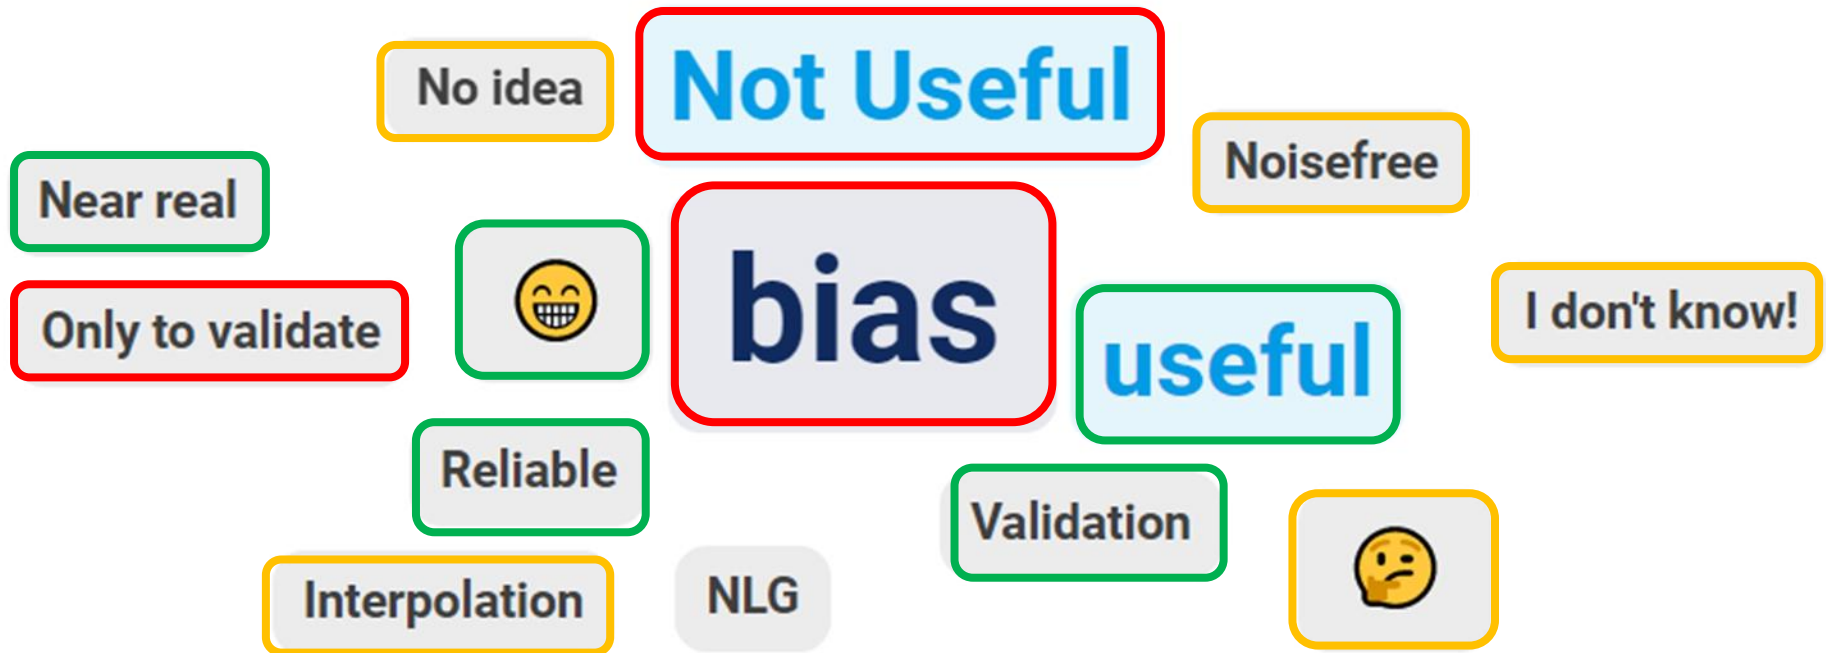 Not Useful
No idea
Noisefree
Near real
bias
I don't know!
Only to validate
useful
Reliable
Validation
Interpolation
NLG